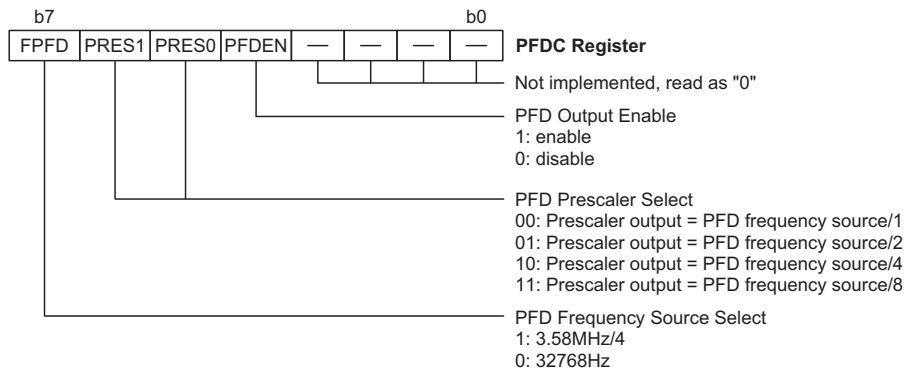 b7 b0
FPFD PRES1 PRES0 PFDEN — — — — PFDC Register
Not implemented, read as "0"
PFD Output Enable
1: enable
0: disable
PFD Prescaler Select
00: Prescaler output = PFD frequency source/1
01: Prescaler output = PFD frequency source/2
10: Prescaler output = PFD frequency source/4
11: Prescaler output = PFD frequency source/8
PFD Frequency Source Select
1: 3.58MHz/4
0: 32768Hz